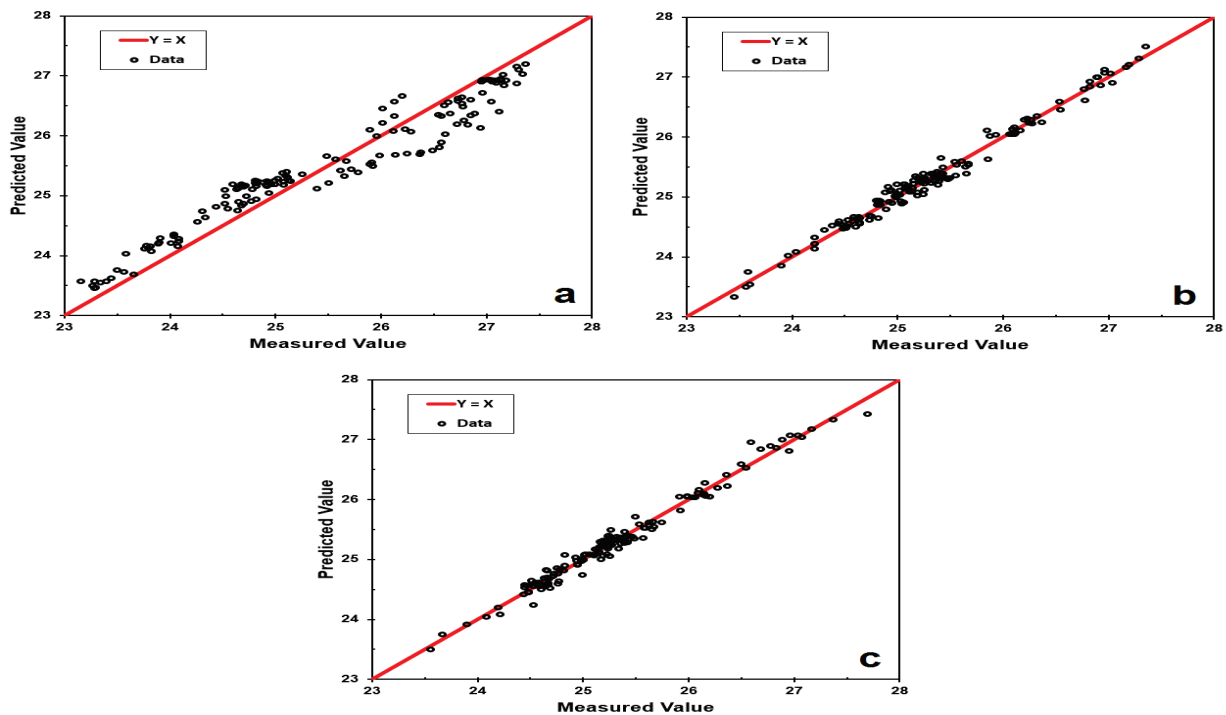 28
27
26
25
24
23
Predicted Value
Y = X
Data
a
23 24 25 26 27 28
Measured Value
28
27
26
25
24
23
Predicted Value
Y = X
Data
b
23 24 25 26 27 28
Measured Value
28
27
26
25
24
23
Predicted Value
Y = X
Data
c
23 24 25 26 27 28
Measured Value